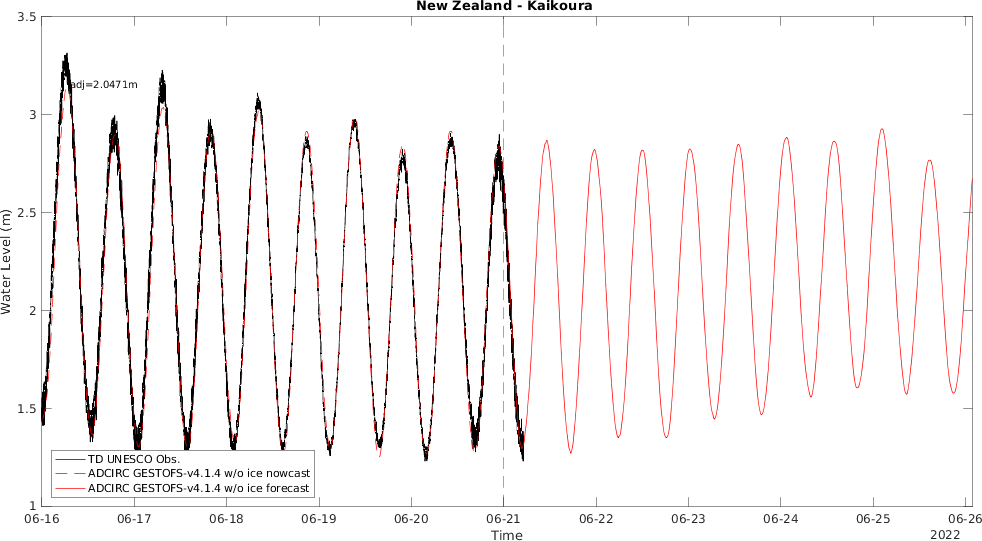 New Zealand - Kaikoura
3.5
adj=2.0471m
3
2.5
Water Level (m)
2
1.5
TD UNESCO Obs.
ADCIRC GESTOFS-v4.1.4 w/o ice nowcast
ADCIRC GESTOFS-v4.1.4 w/o ice forecast
1
06-16 06-17 06-18 06-19 06-20 06-21 06-22 06-23 06-24 06-25 06-26
Time 2022